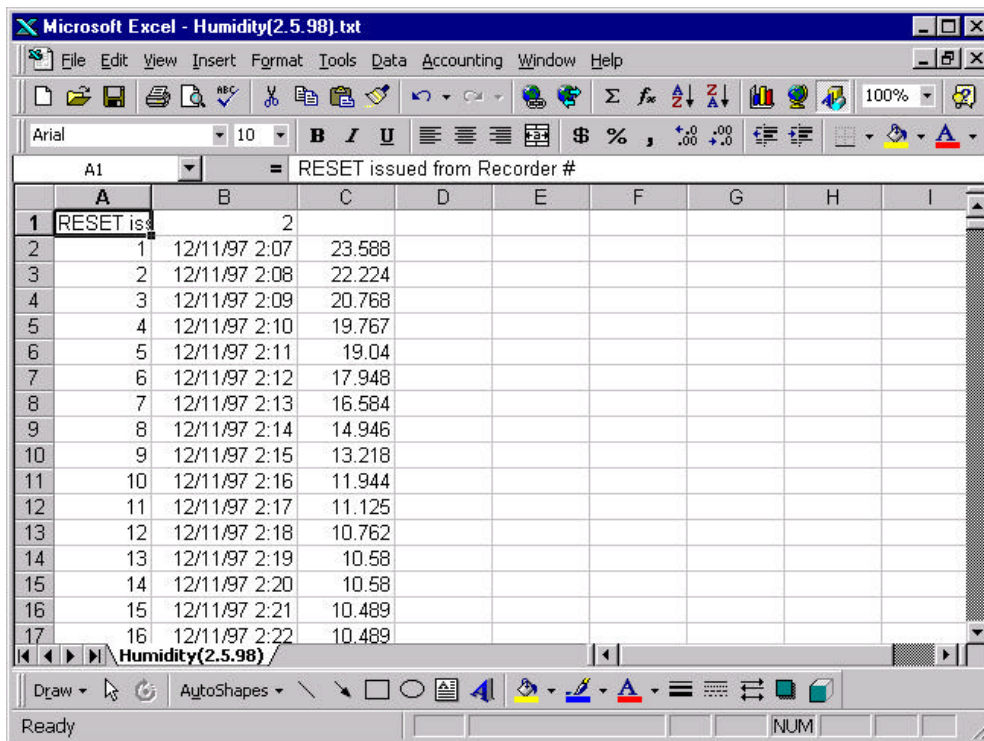 Microsoft Excel - Humidity(2.5.98).txt
File Edit View Insert Format Tools Data Accounting Window Help
ABC Σ fx A Z Z A 100%
Arial 10 B I U $ % , .0 .00 .00 .0 A
A1 = RESET issued from Recorder #
A B C D E F G H I
1 RESET iss 2
2 1 12/11/97 2:07 23.588
3 2 12/11/97 2:08 22.224
4 3 12/11/97 2:09 20.768
5 4 12/11/97 2:10 19.767
6 5 12/11/97 2:11 19.04
7 6 12/11/97 2:12 17.948
8 7 12/11/97 2:13 16.584
9 8 12/11/97 2:14 14.946
10 9 12/11/97 2:15 13.218
11 10 12/11/97 2:16 11.944
12 11 12/11/97 2:17 11.125
13 12 12/11/97 2:18 10.762
14 13 12/11/97 2:19 10.58
15 14 12/11/97 2:20 10.58
16 15 12/11/97 2:21 10.489
17 16 12/11/97 2:22 10.489
Humidity(2.5.98)
Draw AutoShapes A A
Ready NUM